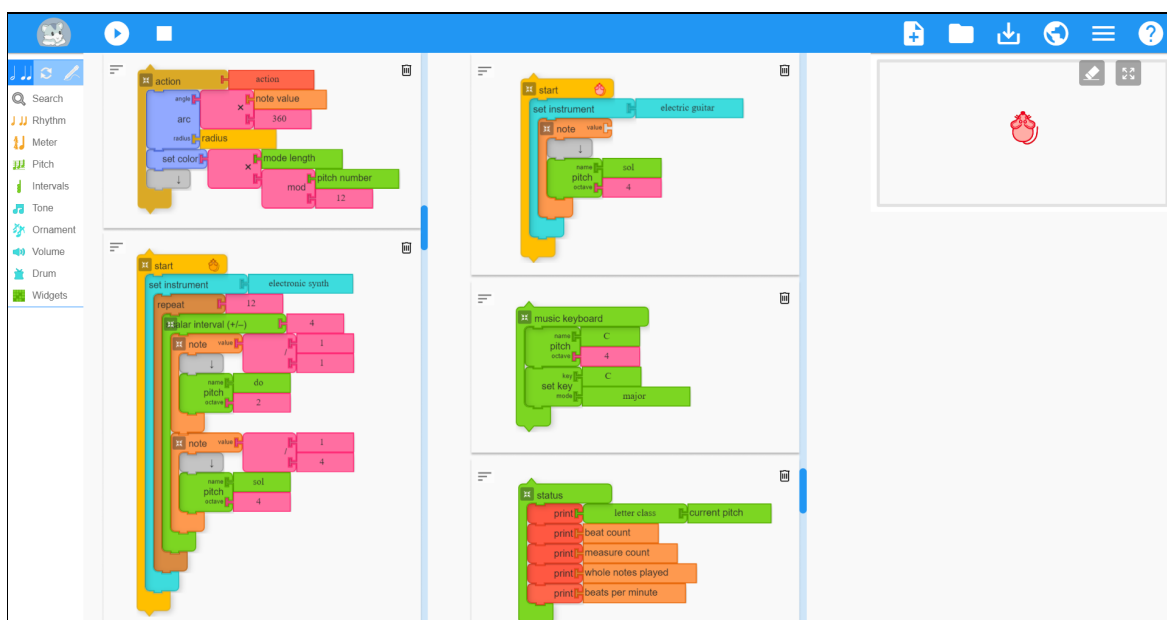 ?
Search
Rhythm
Meter
Pitch
Intervals
Tone
Ornament
Volume
Drum
Widgets
action action
angle × note value
arc 360
radius radius
set color × mode length
mod pitch number
12
start
set instrument electronic synth
repeat 12
alar interval (+/–) 4
note value / 1
1
name do
pitch
octave 2
note value / 1
4
name sol
pitch
octave 4
start
set instrument electric guitar
note value
name sol
pitch
octave 4
music keyboard
name C
pitch
octave 4
key C
set key
mode major
status
print letter class current pitch
print beat count
print measure count
print whole notes played
print beats per minute